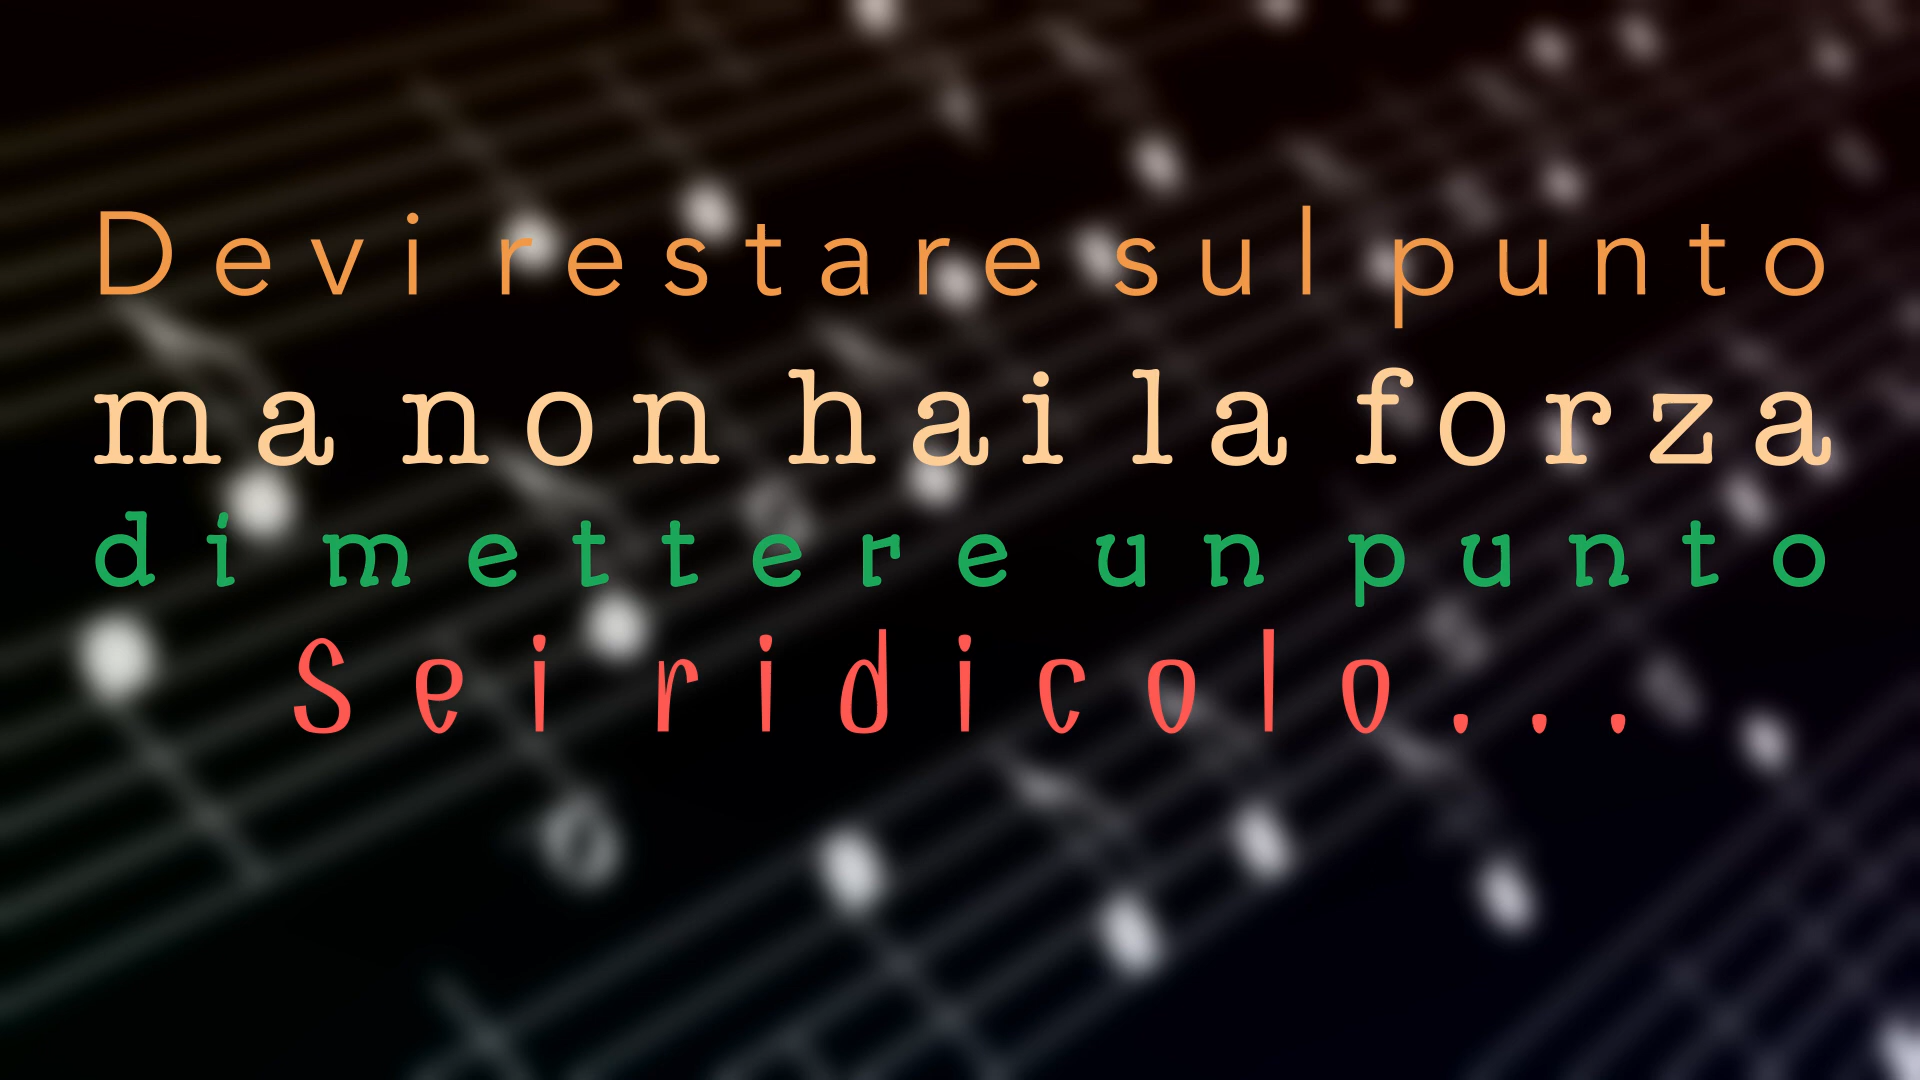 Devi restare sul punto
ma non hai la forza
di mettere un punto
Sei ridicolo...